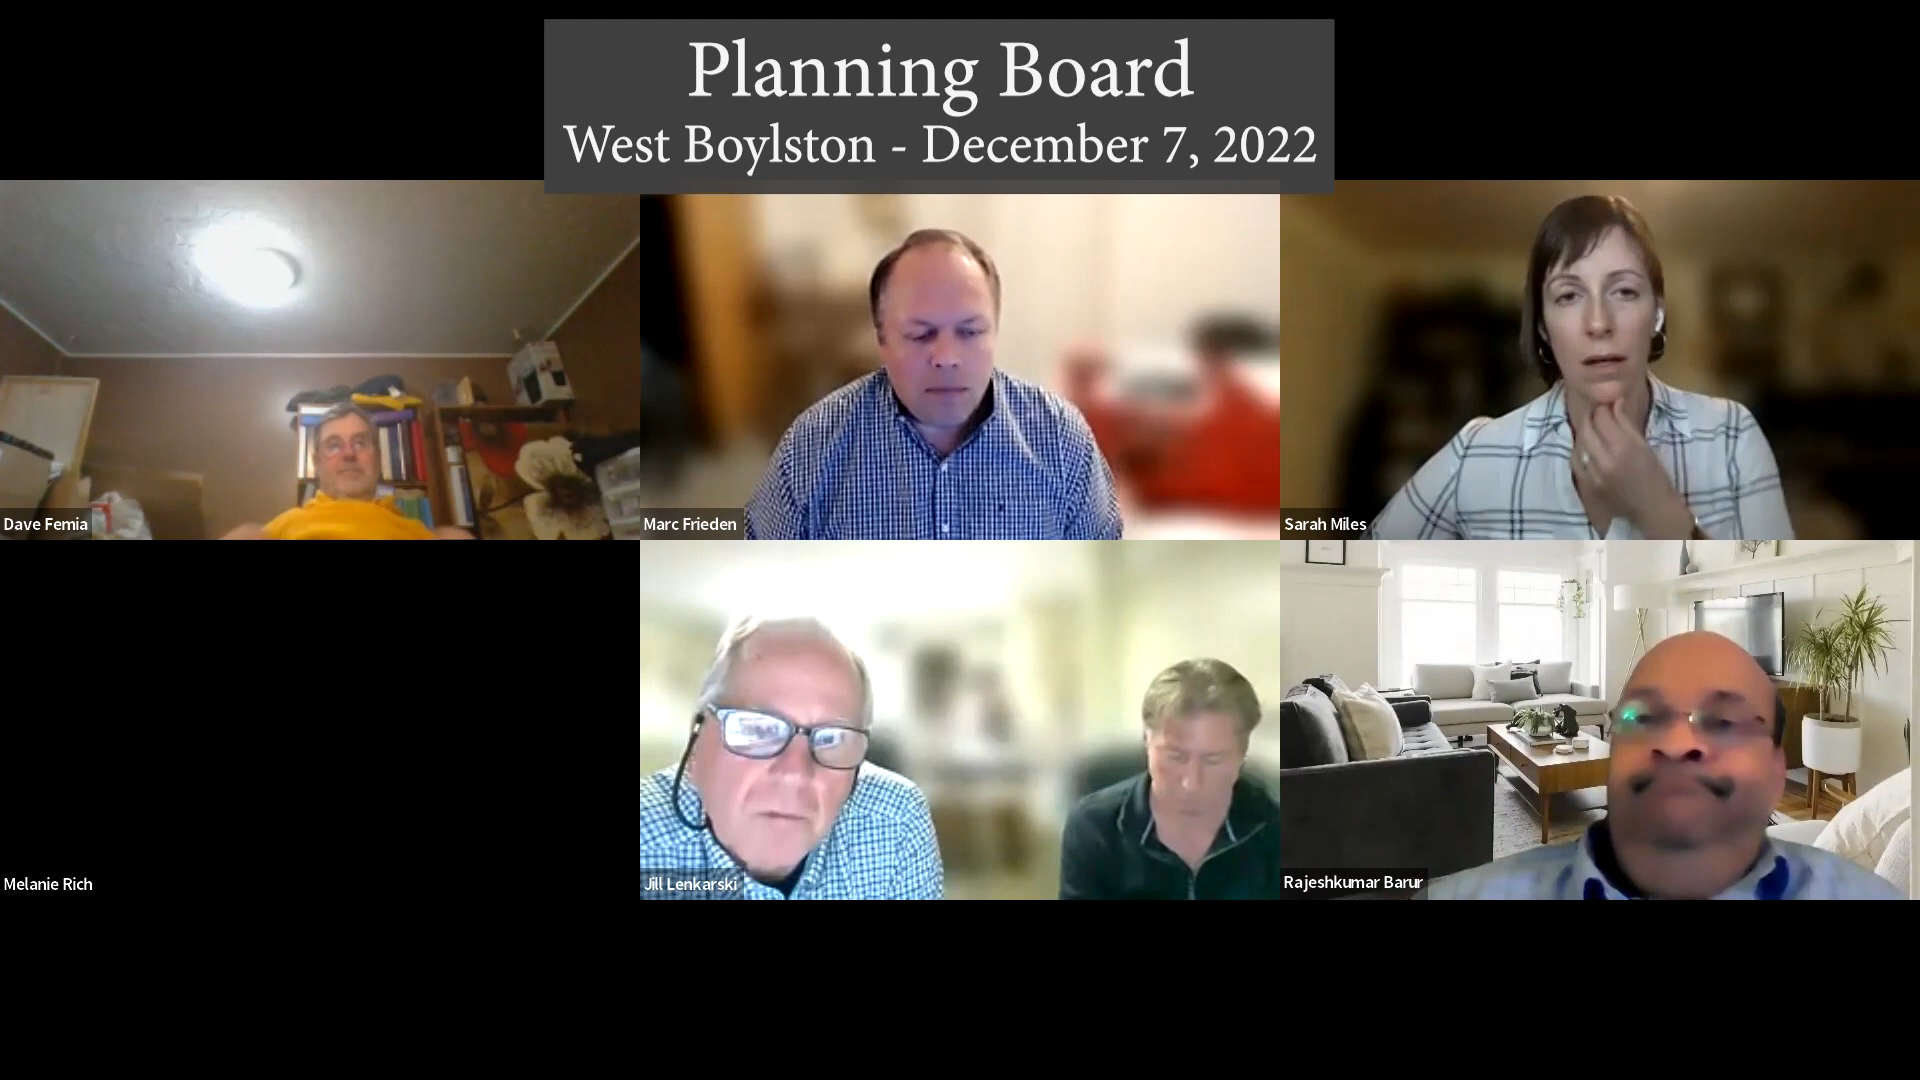 Planning Board
West Boylston - December 7, 2022
Dave Femia
Marc Frieden
Sarah Miles
Melanie Rich
Jill Lenkarski
Rajeshkumar Barur